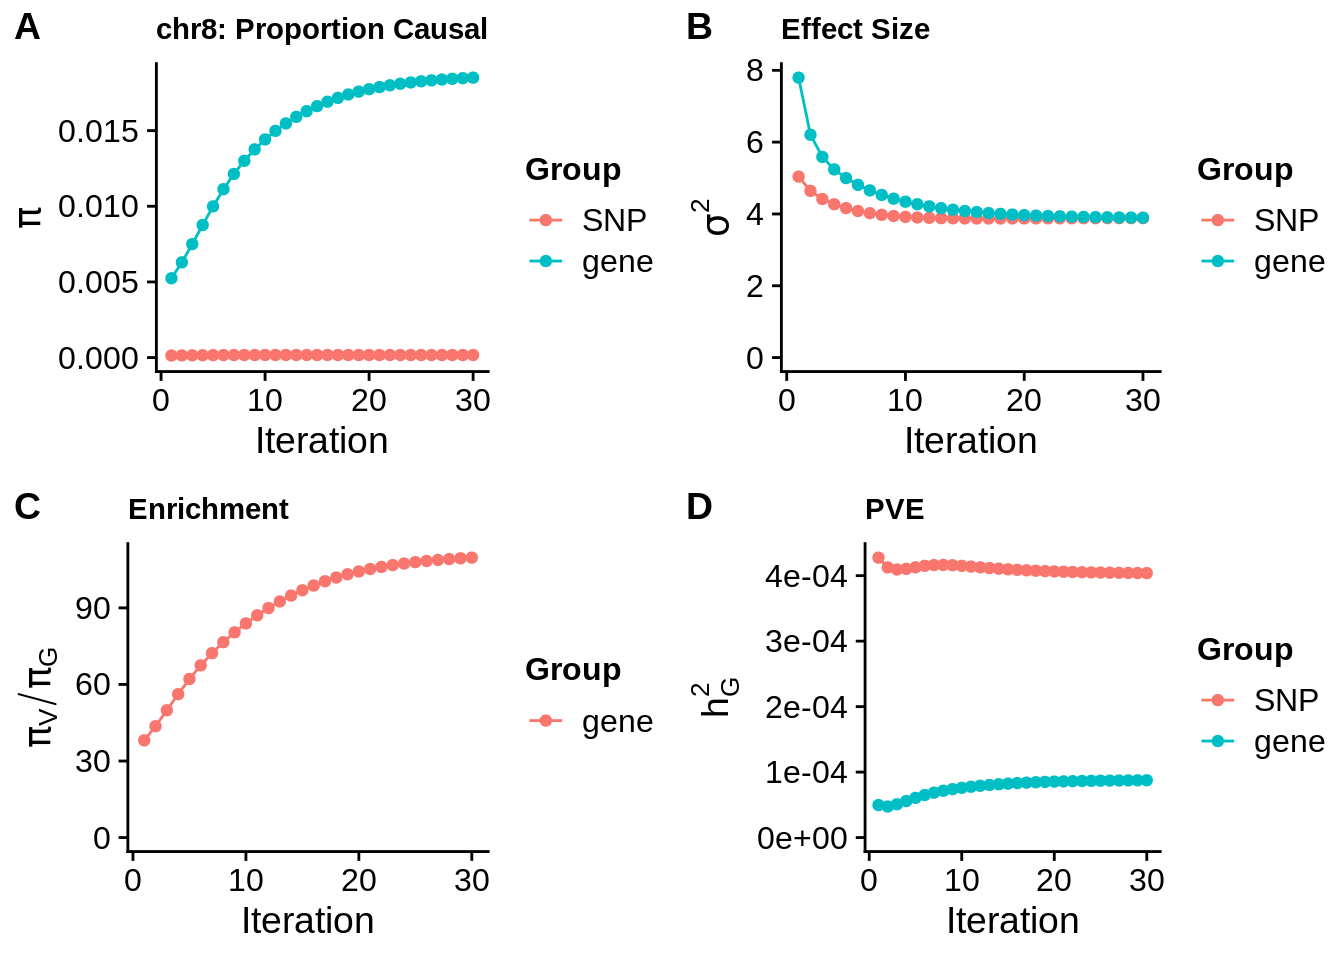 A
chr8: Proportion Causal
π
0.015
0.010
0.005
0.000
0 10 20 30
Iteration
Group
SNP
gene
B
Effect Size
σ²
8
6
4
2
0
0 10 20 30
Iteration
Group
SNP
gene
C
Enrichment
π_V/π_G
90
60
30
0
0 10 20 30
Iteration
Group
gene
D
PVE
h²_G
4e-04
3e-04
2e-04
1e-04
0e+00
0 10 20 30
Iteration
Group
SNP
gene